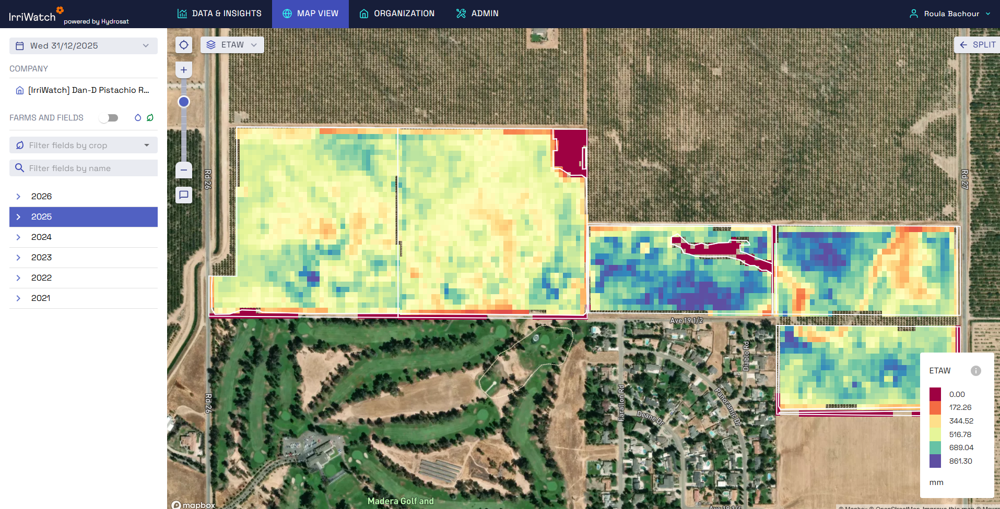 IrriWatch
powered by Hydrosat
DATA & INSIGHTS
MAP VIEW
ORGANIZATION
ADMIN
Roula Bachour
Wed 31/12/2025
COMPANY
[IrriWatch] Dan-D Pistachio R...
FARMS AND FIELDS
Filter fields by crop
Filter fields by name
2026
2025
2024
2023
2022
2021
ETAW
SPLIT
Rd 26
Rd 27
Ave 19 1/2
Diablo Rd
Rd 26
Farallon Rd
Panoramic Dr
Deane Dr
Madera Golf and
ETAW
0.00
172.26
344.52
516.78
689.04
861.30
mm
mapbox